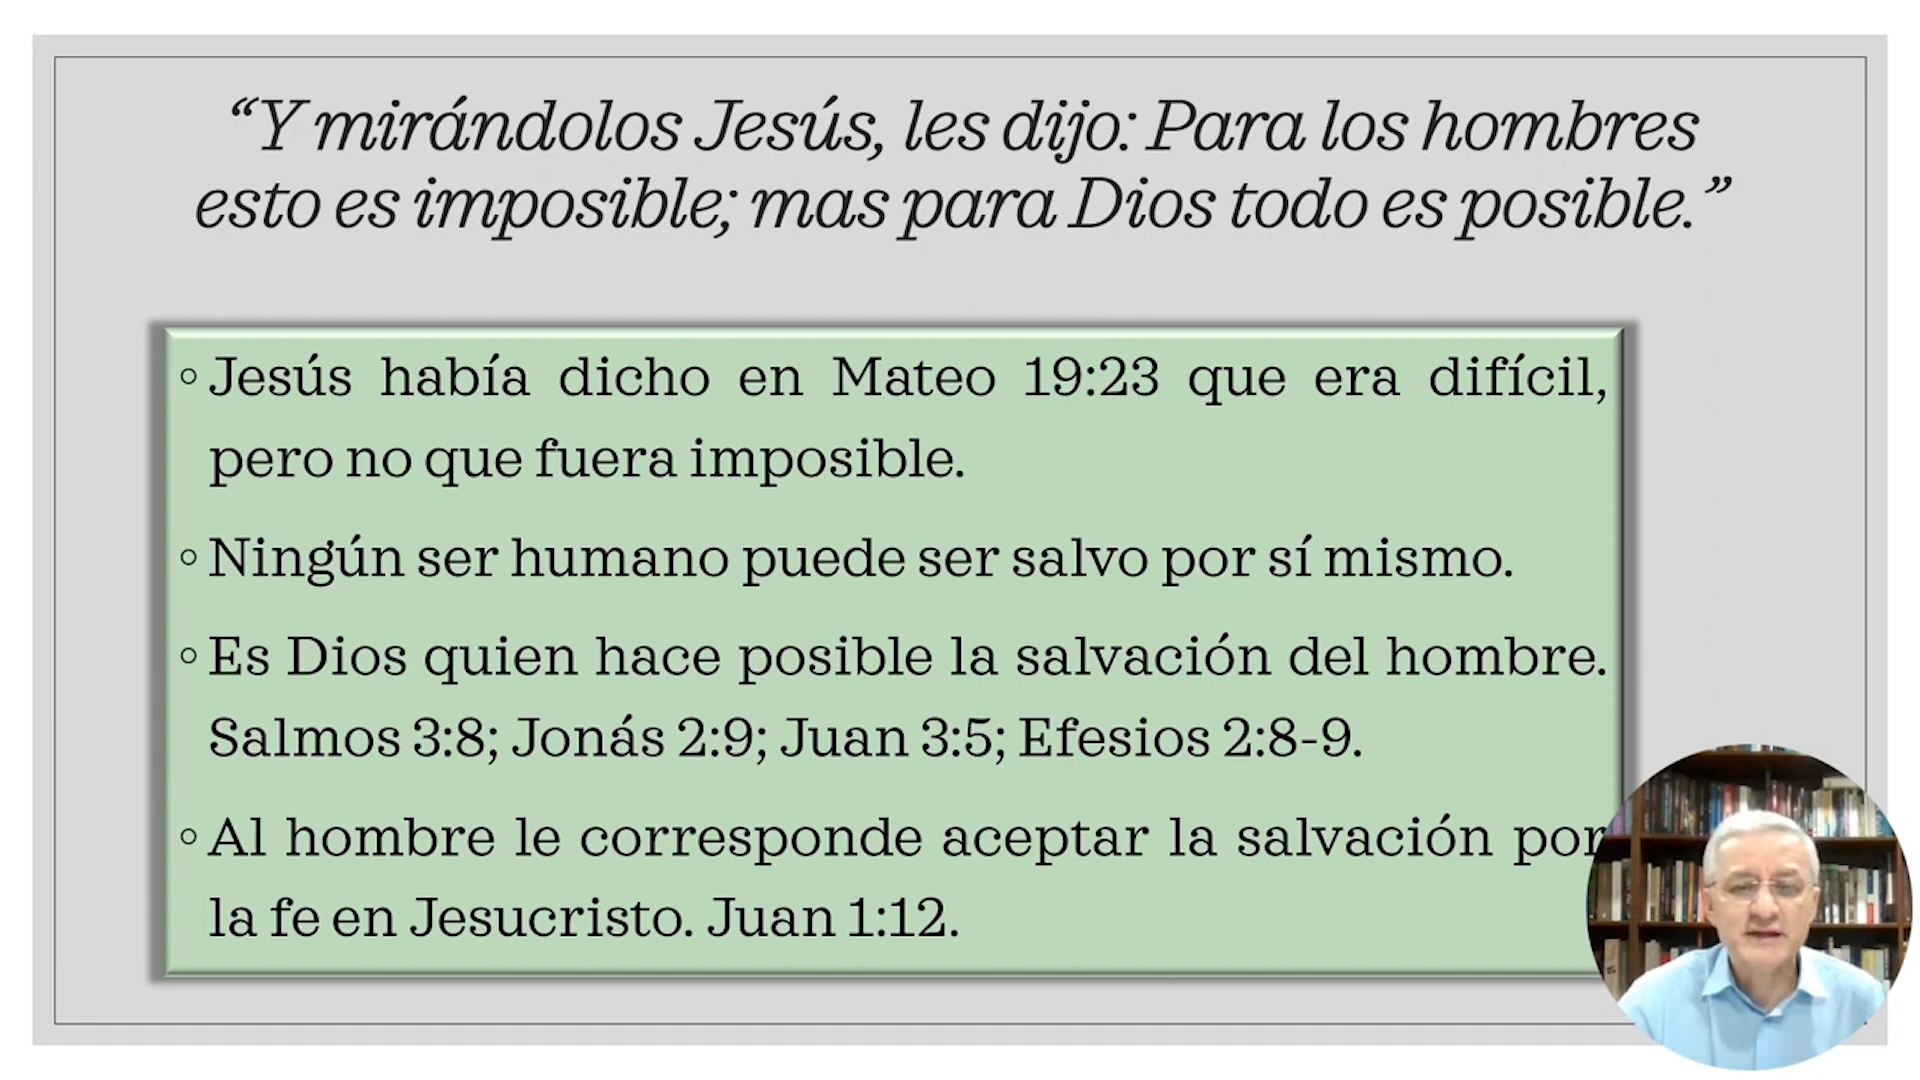 “Y mirándolos Jesús, les dijo: Para los hombres
esto es imposible; mas para Dios todo es posible.”
◦ Jesús había dicho en Mateo 19:23 que era difícil,
pero no que fuera imposible.
◦ Ningún ser humano puede ser salvo por sí mismo.
◦ Es Dios quien hace posible la salvación del hombre.
Salmos 3:8; Jonás 2:9; Juan 3:5; Efesios 2:8-9.
◦ Al hombre le corresponde aceptar la salvación por
la fe en Jesucristo. Juan 1:12.